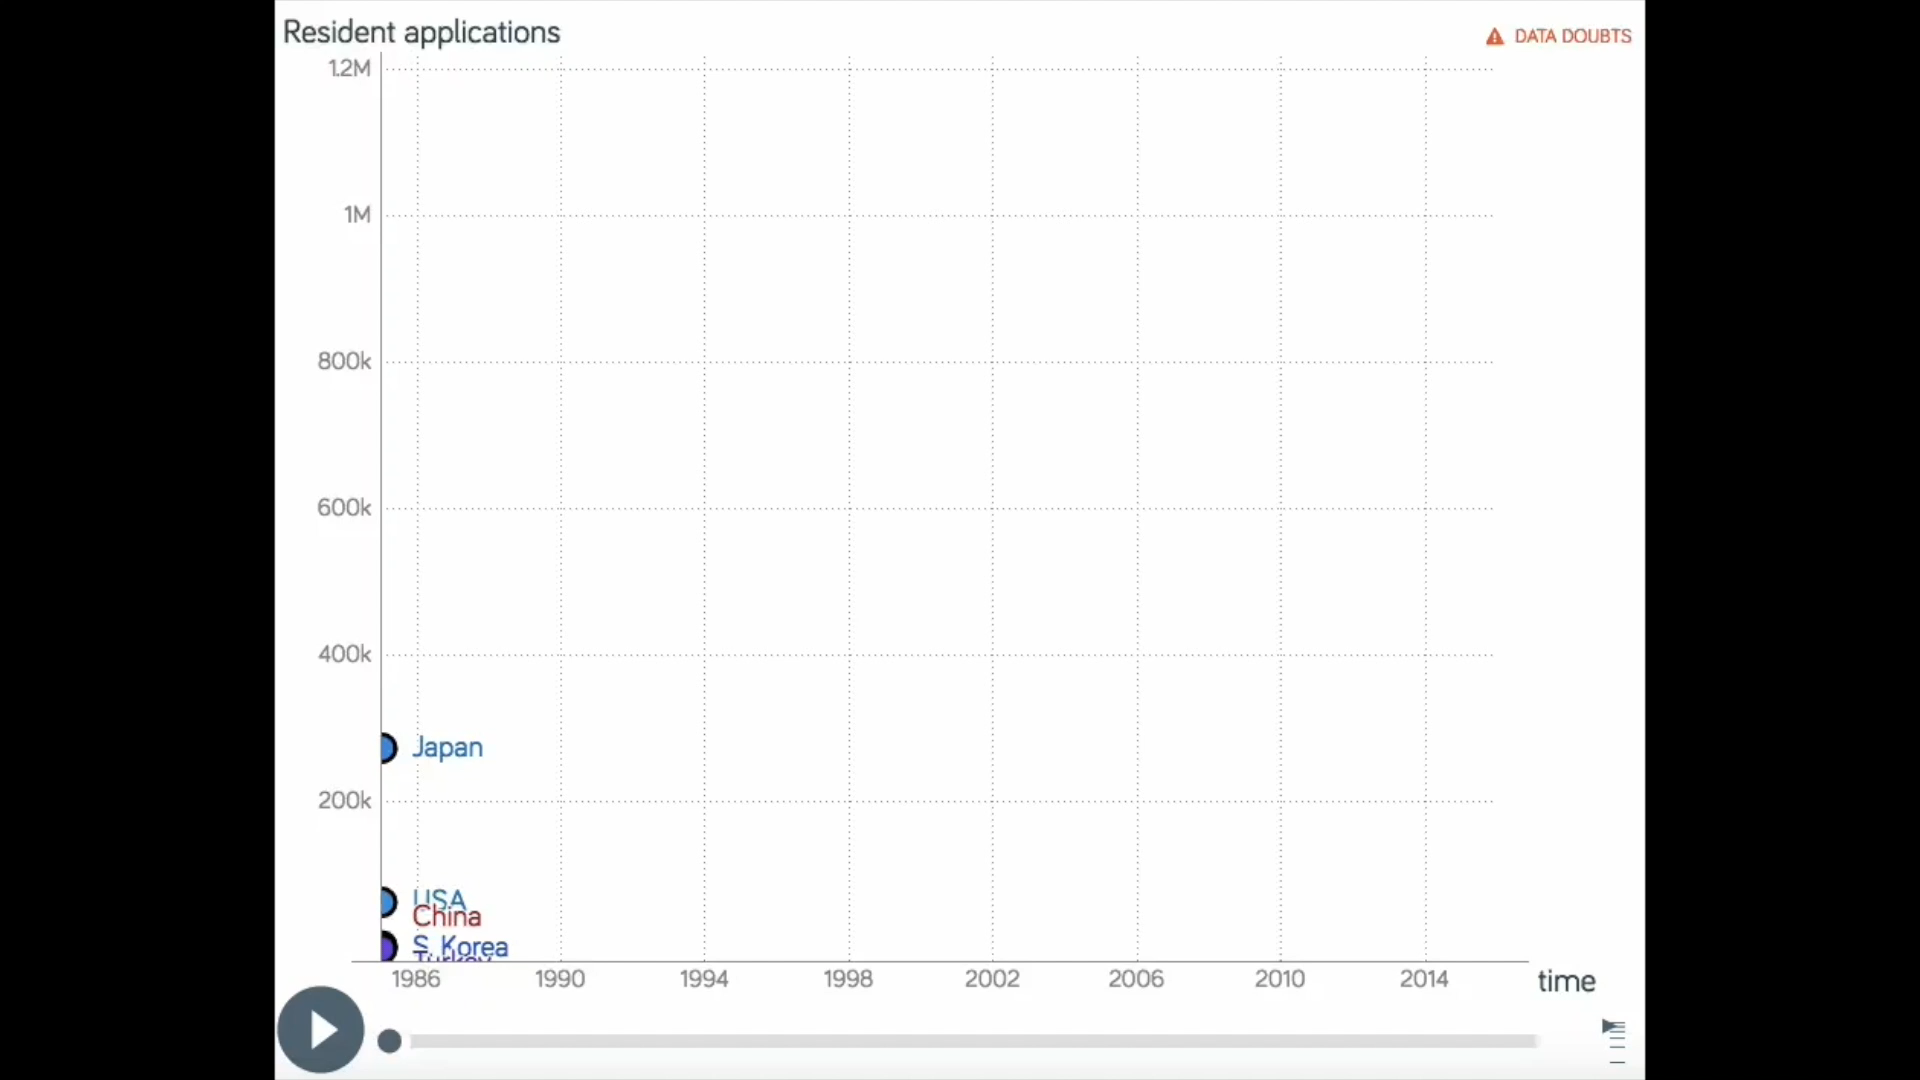 Resident applications
DATA DOUBTS
1.2M
1M
800k
600k
400k
Japan
200k
USA
China
S. Korea
Turkey
1986 1990 1994 1998 2002 2006 2010 2014
time